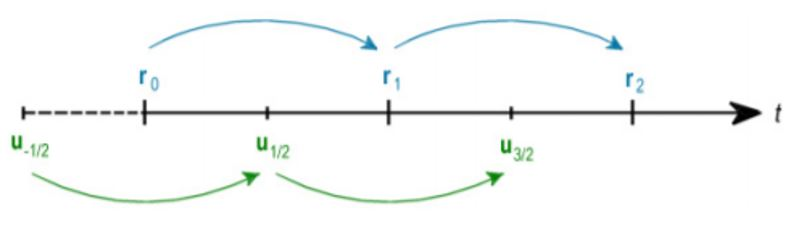 r₀ r₁ r₂
t
u₋₁/₂ u₁/₂ u₃/₂